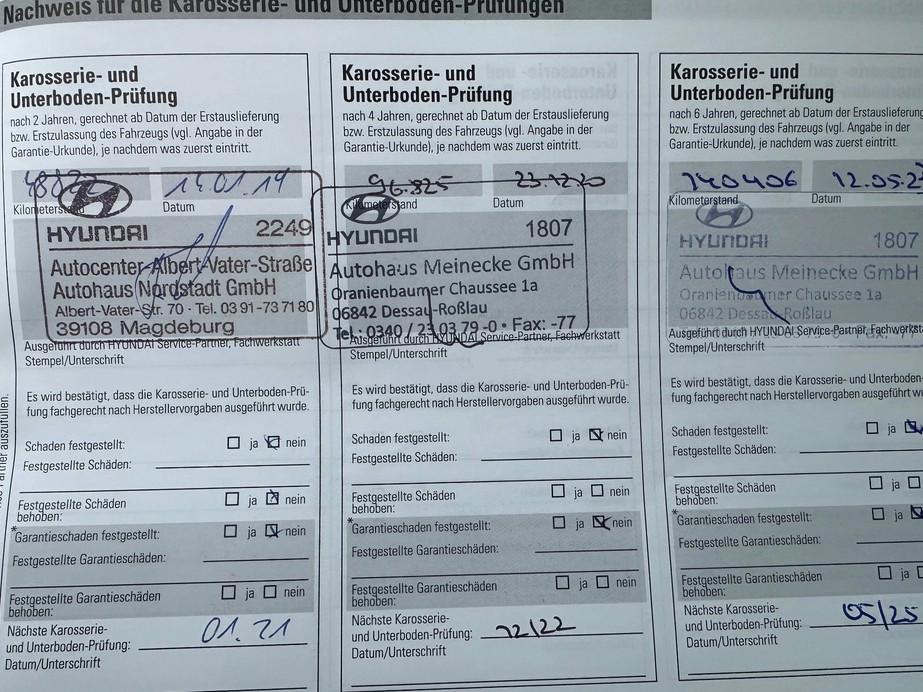 Nachweis für die Karosserie- und Unterboden-Prüfungen
Karosserie- und
Unterboden-Prüfung
nach 2 Jahren, gerechnet ab Datum der Erstauslieferung
bzw. Erstzulassung des Fahrzeugs (vgl. Angabe in der
Garantie-Urkunde), je nachdem was zuerst eintritt.
14.01.19
Kilometerstand Datum
HYUNDAI 2249
Autocenter Albert-Vater-Straße
Autohaus Nordstadt GmbH
Albert-Vater-Str. 70 · Tel. 03 91-73 71 80
39108 Magdeburg
Ausgeführt durch HYUNDAI Service-Partner, Fachwerkstatt
Stempel/Unterschrift
Es wird bestätigt, dass die Karosserie- und Unterboden-Prü-
fung fachgerecht nach Herstellervorgaben ausgeführt wurde.
Schaden festgestellt: ja nein
Festgestellte Schäden:
Festgestellte Schäden ja nein
behoben:
*Garantieschaden festgestellt: ja nein
Festgestellte Garantieschäden:
Festgestellte Garantieschäden ja nein
behoben:
Nächste Karosserie-
und Unterboden-Prüfung: 01.21
Datum/Unterschrift
Karosserie- und
Unterboden-Prüfung
nach 4 Jahren, gerechnet ab Datum der Erstauslieferung
bzw. Erstzulassung des Fahrzeugs (vgl. Angabe in der
Garantie-Urkunde), je nachdem was zuerst eintritt.
96.825 23.12.20
Kilometerstand Datum
HYUNDAI 1807
Autohaus Meinecke GmbH
Oranienbaumer Chaussee 1a
06842 Dessau-Roßlau
Tel.: 0340 / 23 03 79 -0 • Fax: -77
Ausgeführt durch HYUNDAI Service-Partner, Fachwerkstatt
Stempel/Unterschrift
Es wird bestätigt, dass die Karosserie- und Unterboden-Prü-
fung fachgerecht nach Herstellervorgaben ausgeführt wurde.
Schaden festgestellt: ja nein
Festgestellte Schäden:
Festgestellte Schäden ja nein
behoben:
*Garantieschaden festgestellt: ja nein
Festgestellte Garantieschäden:
Festgestellte Garantieschäden ja nein
behoben:
Nächste Karosserie-
und Unterboden-Prüfung: 12/22
Datum/Unterschrift
Karosserie- und
Unterboden-Prüfung
nach 6 Jahren, gerechnet ab Datum der Erstauslieferung
bzw. Erstzulassung des Fahrzeugs (vgl. Angabe in der
Garantie-Urkunde), je nachdem was zuerst eintritt.
140406 12.05.2
Kilometerstand Datum
HYUNDAI 1807
Autohaus Meinecke GmbH
Oranienbaumer Chaussee 1a
06842 Dessau-Roßlau
Ausgeführt durch HYUNDAI Service-Partner, Fachwerksta
Stempel/Unterschrift
Es wird bestätigt, dass die Karosserie- und Unterboden-
fung fachgerecht nach Herstellervorgaben ausgeführt w
Schaden festgestellt: ja
Festgestellte Schäden:
Festgestellte Schäden ja
behoben:
*Garantieschaden festgestellt: ja
Festgestellte Garantieschäden:
Festgestellte Garantieschäden ja
behoben:
Nächste Karosserie-
und Unterboden-Prüfung: 05/25
Datum/Unterschrift
Partner auszufüllen.